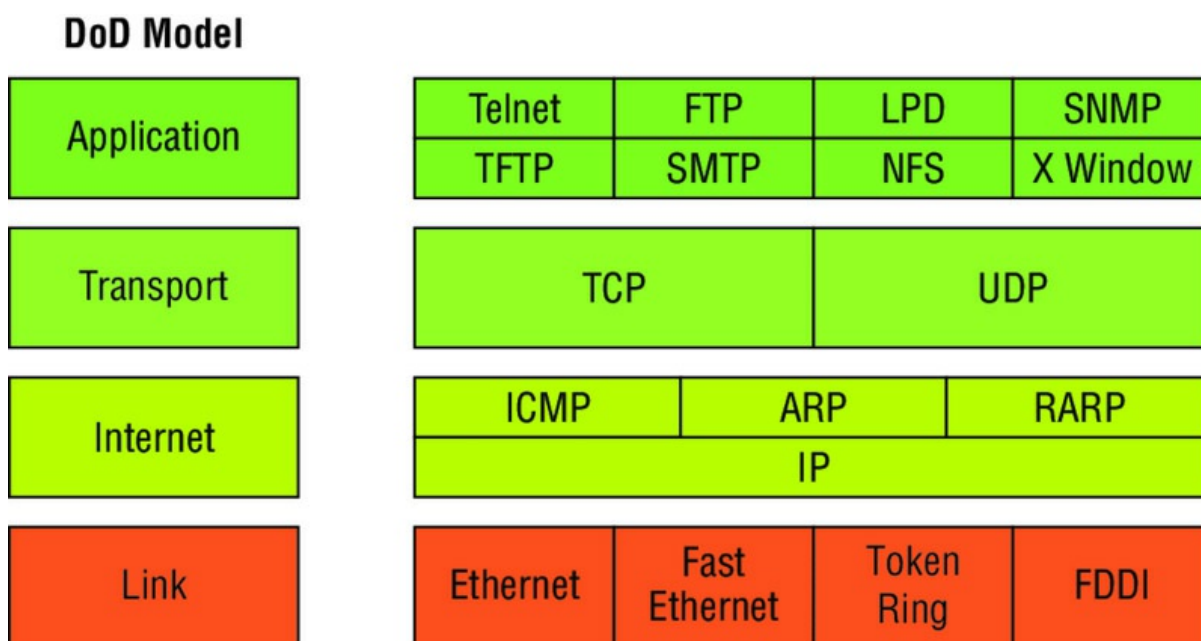 DoD Model
Application
Telnet FTP LPD SNMP
TFTP SMTP NFS X Window
Transport
TCP UDP
Internet
ICMP ARP RARP
IP
Link
Ethernet
Fast
Ethernet
Token
Ring
FDDI